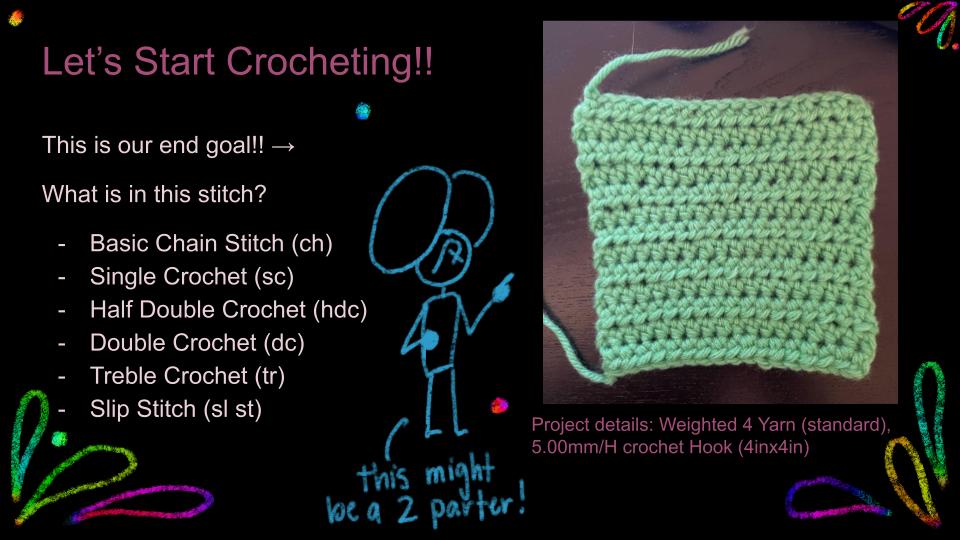 Let's Start Crocheting!!
This is our end goal!! →
What is in this stitch?
- Basic Chain Stitch (ch)
- Single Crochet (sc)
- Half Double Crochet (hdc)
- Double Crochet (dc)
- Treble Crochet (tr)
- Slip Stitch (sl st)
this might
be a 2 parter!
Project details: Weighted 4 Yarn (standard),
5.00mm/H crochet Hook (4inx4in)